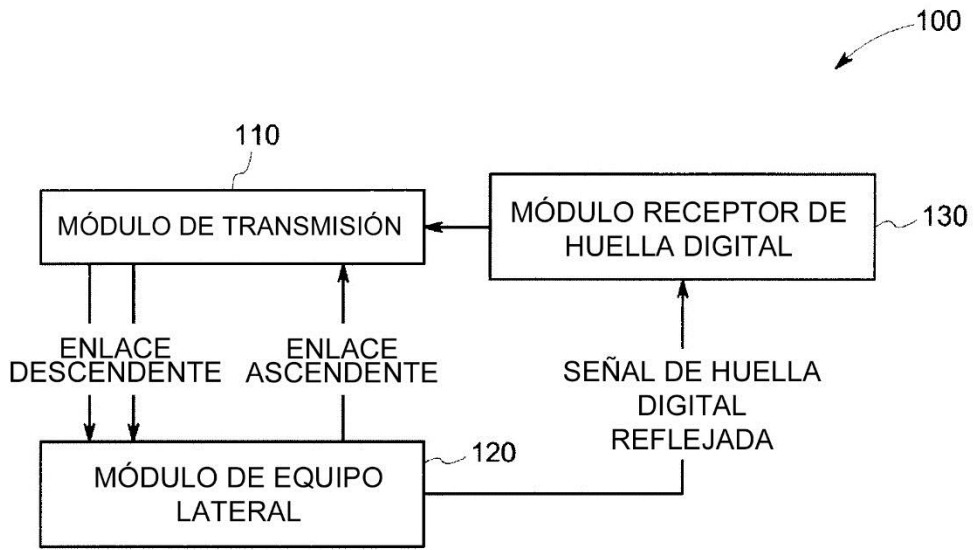 100
110
MÓDULO DE TRANSMISIÓN
MÓDULO RECEPTOR DE
HUELLA DIGITAL
130
ENLACE
DESCENDENTE
ENLACE
ASCENDENTE
SEÑAL DE HUELLA
DIGITAL
REFLEJADA
120
MÓDULO DE EQUIPO
LATERAL